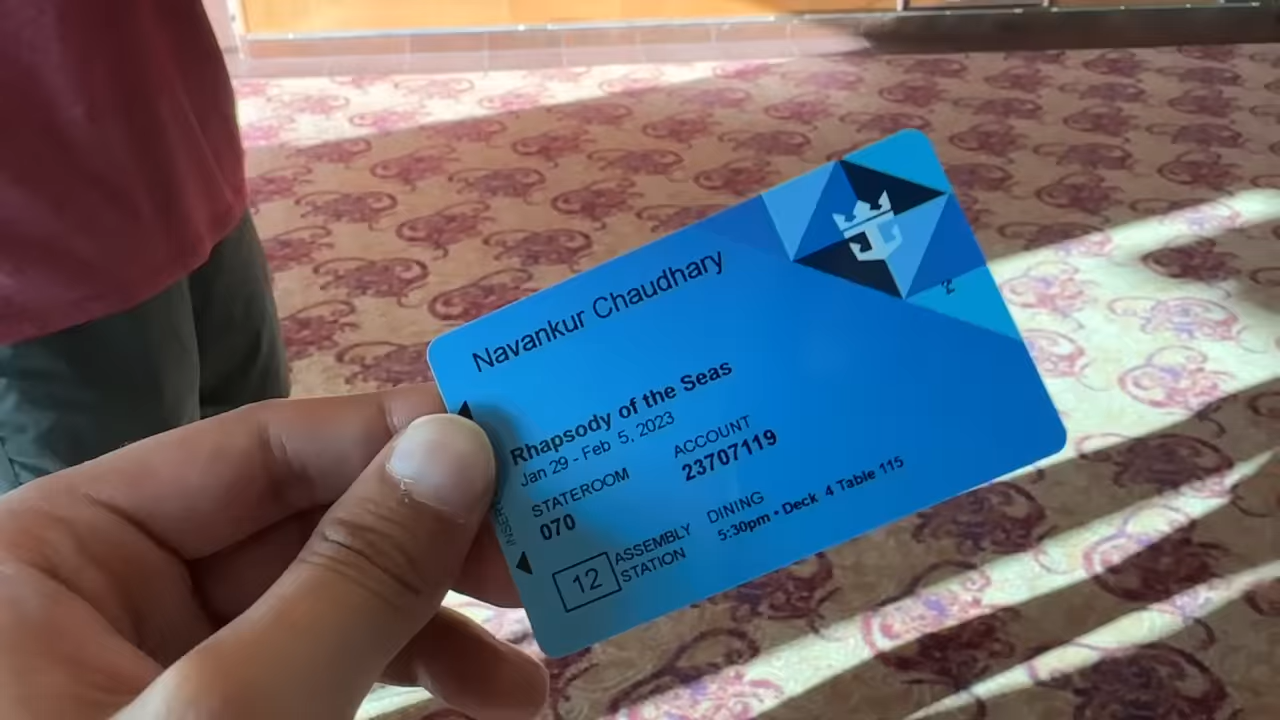 Navankur Chaudhary
Rhapsody of the Seas
Jan 29 - Feb 5, 2023
STATEROOM
070
ACCOUNT
23707119
12
ASSEMBLY
STATION
DINING
5:30pm • Deck 4 Table 115